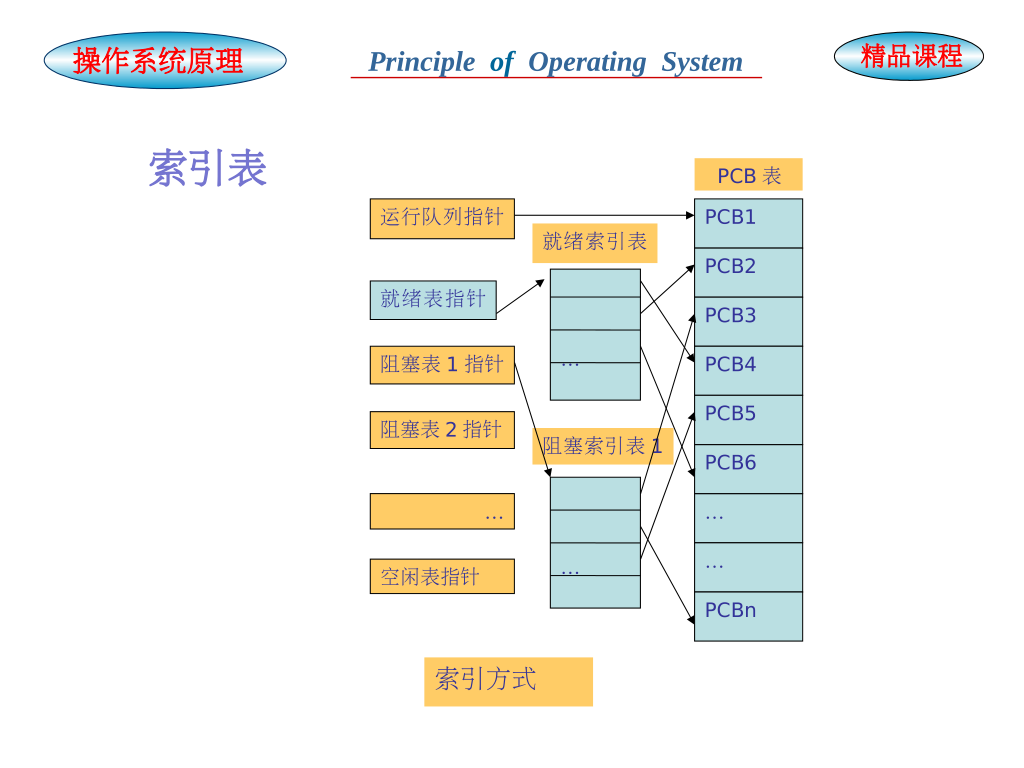 操作系统原理
Principle of Operating System
精品课程
索引表
PCB 表
运行队列指针
就绪表指针
阻塞表 1 指针
阻塞表 2 指针
…
空闲表指针
就绪索引表
…
阻塞索引表 1
…
PCB1
PCB2
PCB3
PCB4
PCB5
PCB6
…
…
PCBn
索引方式